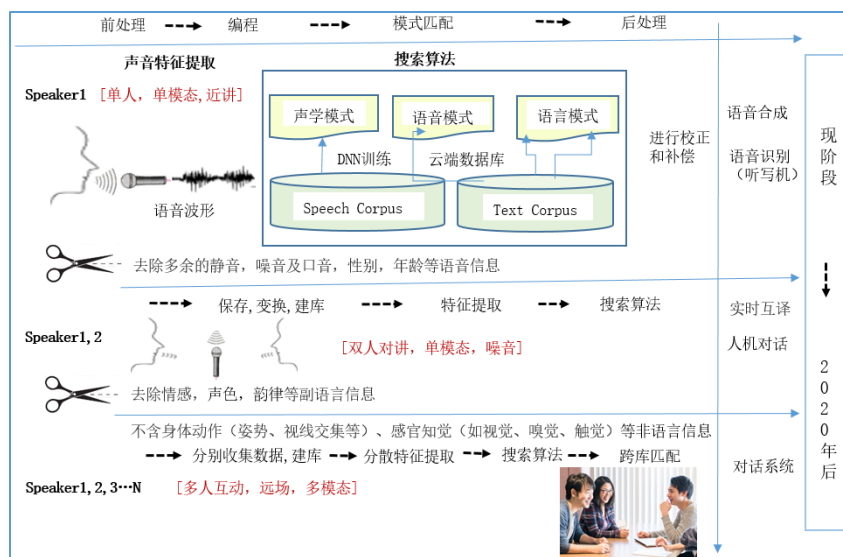 前处理 编程 模式匹配 后处理
声音特征提取 搜索算法
Speaker1 [单人，单模态,近讲]
声学模式 语音模式 语言模式
DNN训练 云端数据库
Speech Corpus Text Corpus
语音波形
进行校正
和补偿
语音合成
语音识别
（听写机）
现阶段
去除多余的静音，噪音及口音，性别，年龄等语音信息
保存,变换,建库 特征提取 搜索算法
实时互译
Speaker1,2
[双人对讲，单模态，噪音]
人机对话
去除情感，声色，韵律等副语言信息
2020年后
不含身体动作（姿势、视线交集等）、感官知觉（如视觉、嗅觉、触觉）等非语言信息
分别收集数据,建库 分散特征提取 搜索算法 跨库匹配
对话系统
Speaker1,2,3…N [多人互动，远场，多模态]